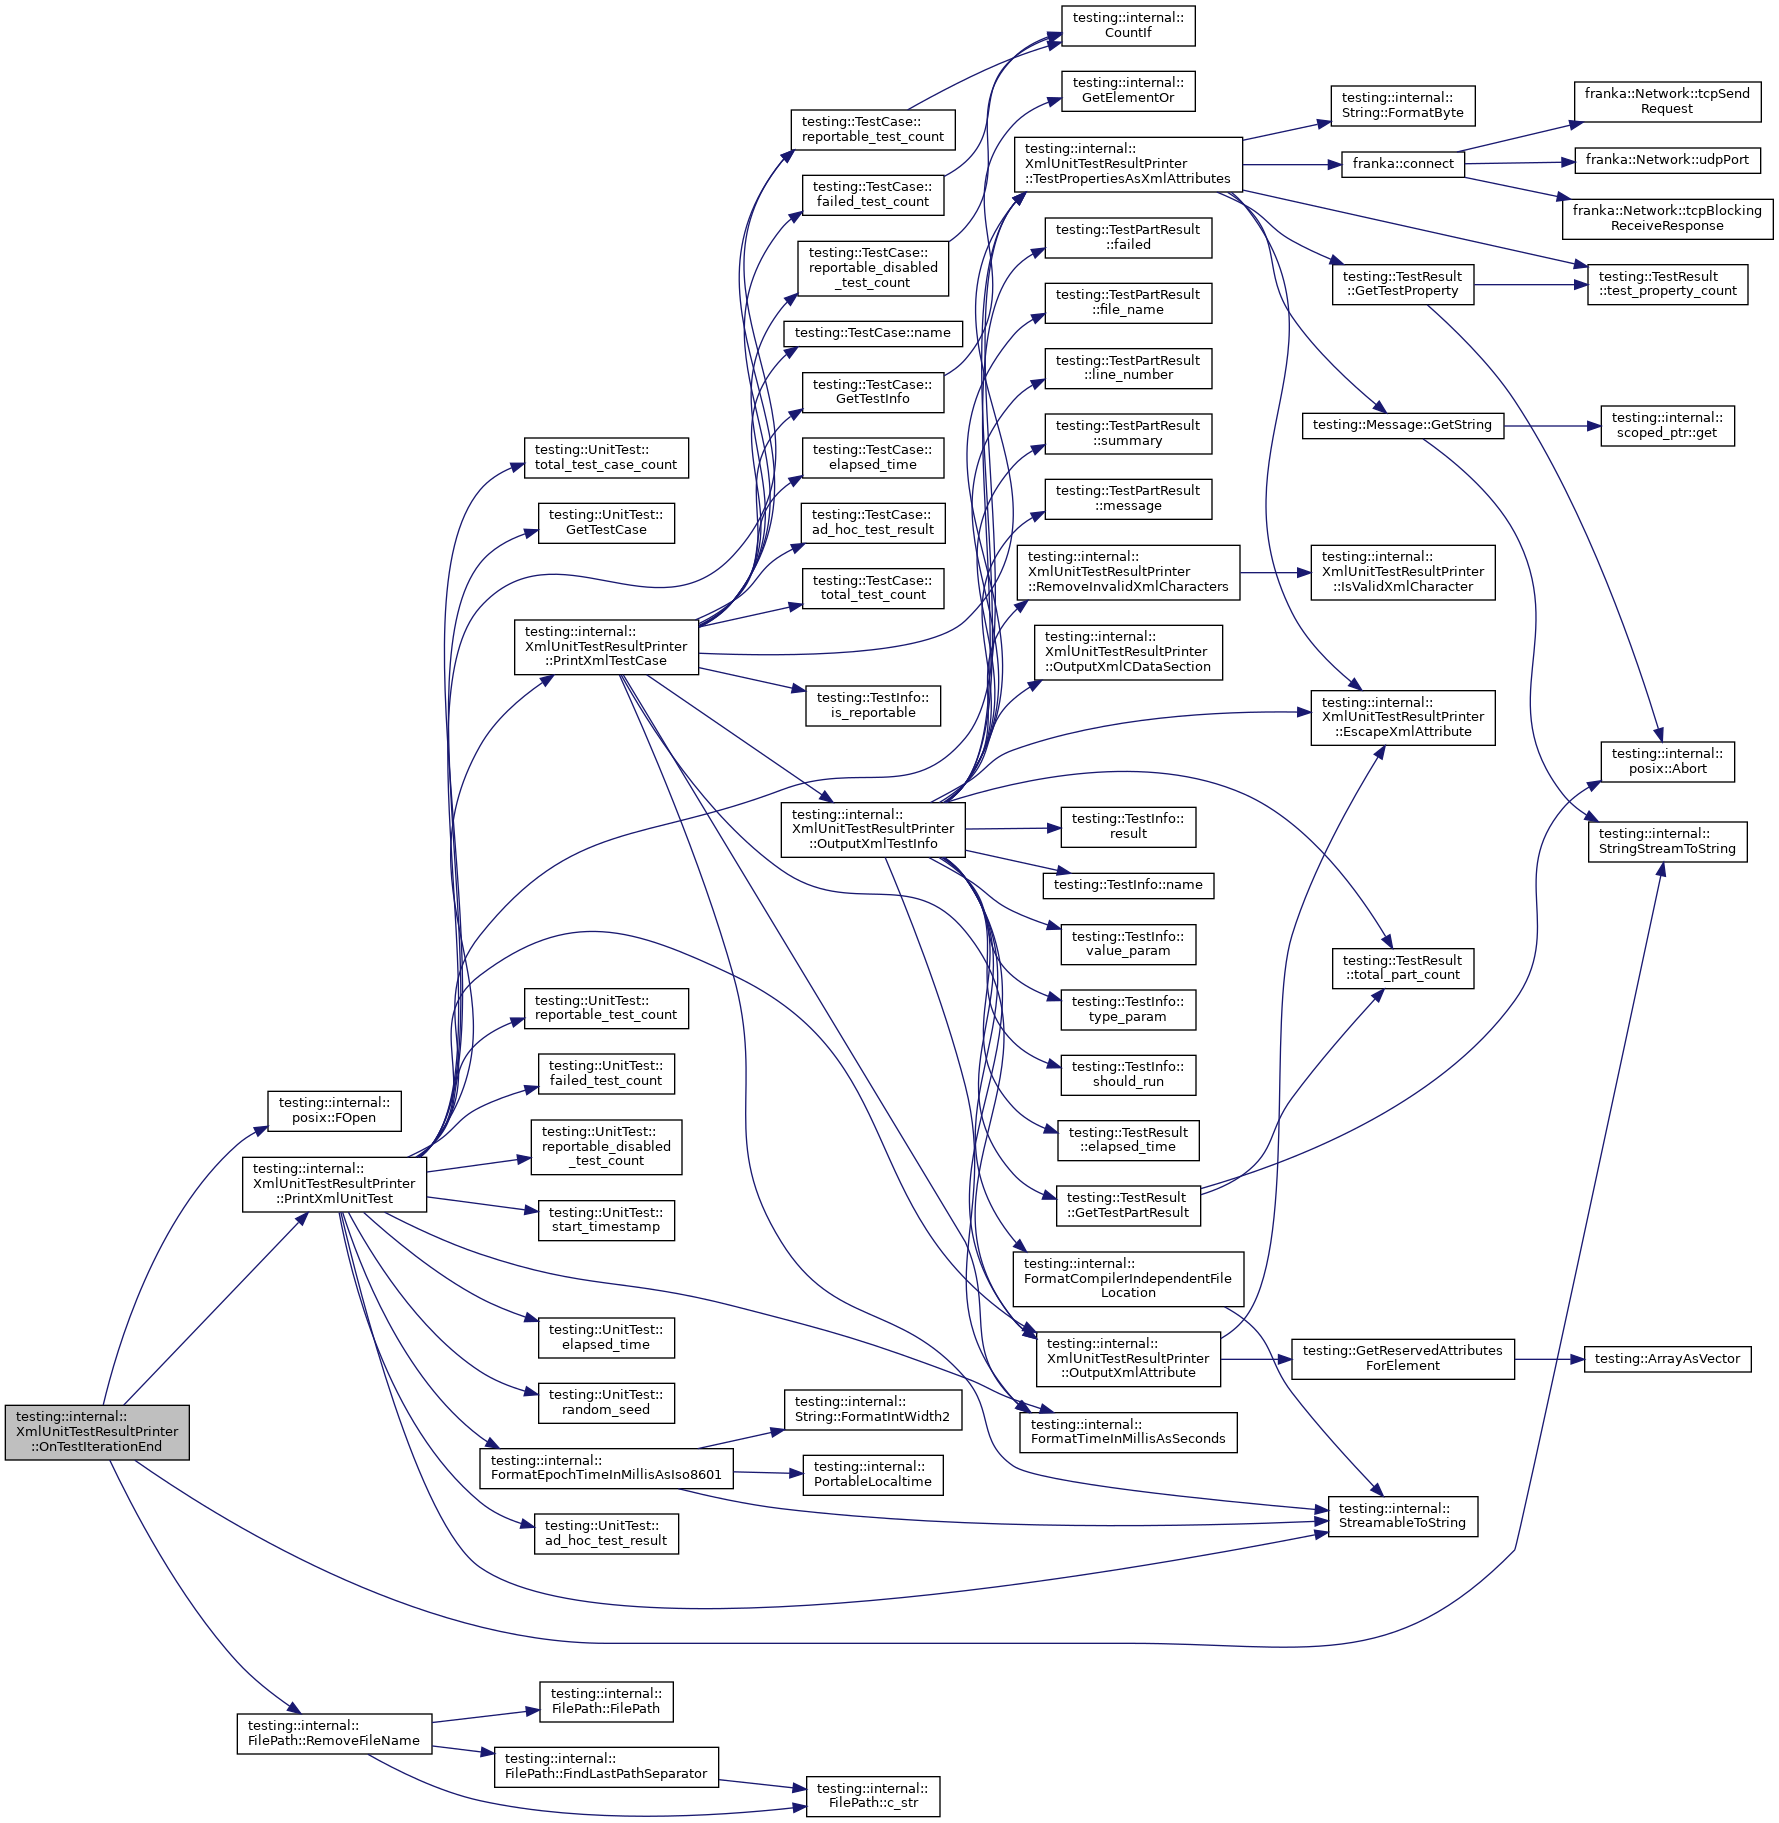 testing::internal::
XmlUnitTestResultPrinter
::OnTestIterationEnd
testing::internal::
posix::FOpen
testing::internal::
XmlUnitTestResultPrinter
::PrintXmlUnitTest
testing::internal::
FilePath::RemoveFileName
testing::UnitTest::
total_test_case_count
testing::UnitTest::
GetTestCase
testing::internal::
XmlUnitTestResultPrinter
::PrintXmlTestCase
testing::UnitTest::
reportable_test_count
testing::UnitTest::
failed_test_count
testing::UnitTest::
reportable_disabled
_test_count
testing::UnitTest::
start_timestamp
testing::UnitTest::
elapsed_time
testing::UnitTest::
random_seed
testing::internal::
FormatEpochTimeInMillisAsIso8601
testing::UnitTest::
ad_hoc_test_result
testing::internal::
FilePath::FilePath
testing::internal::
FilePath::FindLastPathSeparator
testing::TestCase::
reportable_test_count
testing::TestCase::
failed_test_count
testing::TestCase::
reportable_disabled
_test_count
testing::TestCase::name
testing::TestCase::
GetTestInfo
testing::TestCase::
elapsed_time
testing::TestCase::
ad_hoc_test_result
testing::TestCase::
total_test_count
testing::TestInfo::
is_reportable
testing::internal::
XmlUnitTestResultPrinter
::OutputXmlTestInfo
testing::internal::
String::FormatIntWidth2
testing::internal::
PortableLocaltime
testing::internal::
FilePath::c_str
testing::internal::
CountIf
testing::internal::
GetElementOr
testing::internal::
XmlUnitTestResultPrinter
::TestPropertiesAsXmlAttributes
testing::TestPartResult
::failed
testing::TestPartResult
::file_name
testing::TestPartResult
::line_number
testing::TestPartResult
::summary
testing::TestPartResult
::message
testing::internal::
XmlUnitTestResultPrinter
::RemoveInvalidXmlCharacters
testing::internal::
XmlUnitTestResultPrinter
::OutputXmlCDataSection
testing::TestInfo::
result
testing::TestInfo::name
testing::TestInfo::
value_param
testing::TestInfo::
type_param
testing::TestInfo::
should_run
testing::TestResult
::elapsed_time
testing::TestResult
::GetTestPartResult
testing::internal::
FormatCompilerIndependentFile
Location
testing::internal::
XmlUnitTestResultPrinter
::OutputXmlAttribute
testing::internal::
FormatTimeInMillisAsSeconds
testing::internal::
String::FormatByte
franka::connect
testing::TestResult
::GetTestProperty
testing::Message::GetString
testing::internal::
XmlUnitTestResultPrinter
::IsValidXmlCharacter
testing::internal::
XmlUnitTestResultPrinter
::EscapeXmlAttribute
testing::TestResult
::total_part_count
testing::GetReservedAttributes
ForElement
testing::internal::
StreamableToString
franka::Network::tcpSend
Request
franka::Network::udpPort
franka::Network::tcpBlocking
ReceiveResponse
testing::TestResult
::test_property_count
testing::internal::
scoped_ptr::get
testing::internal::
posix::Abort
testing::internal::
StringStreamToString
testing::ArrayAsVector